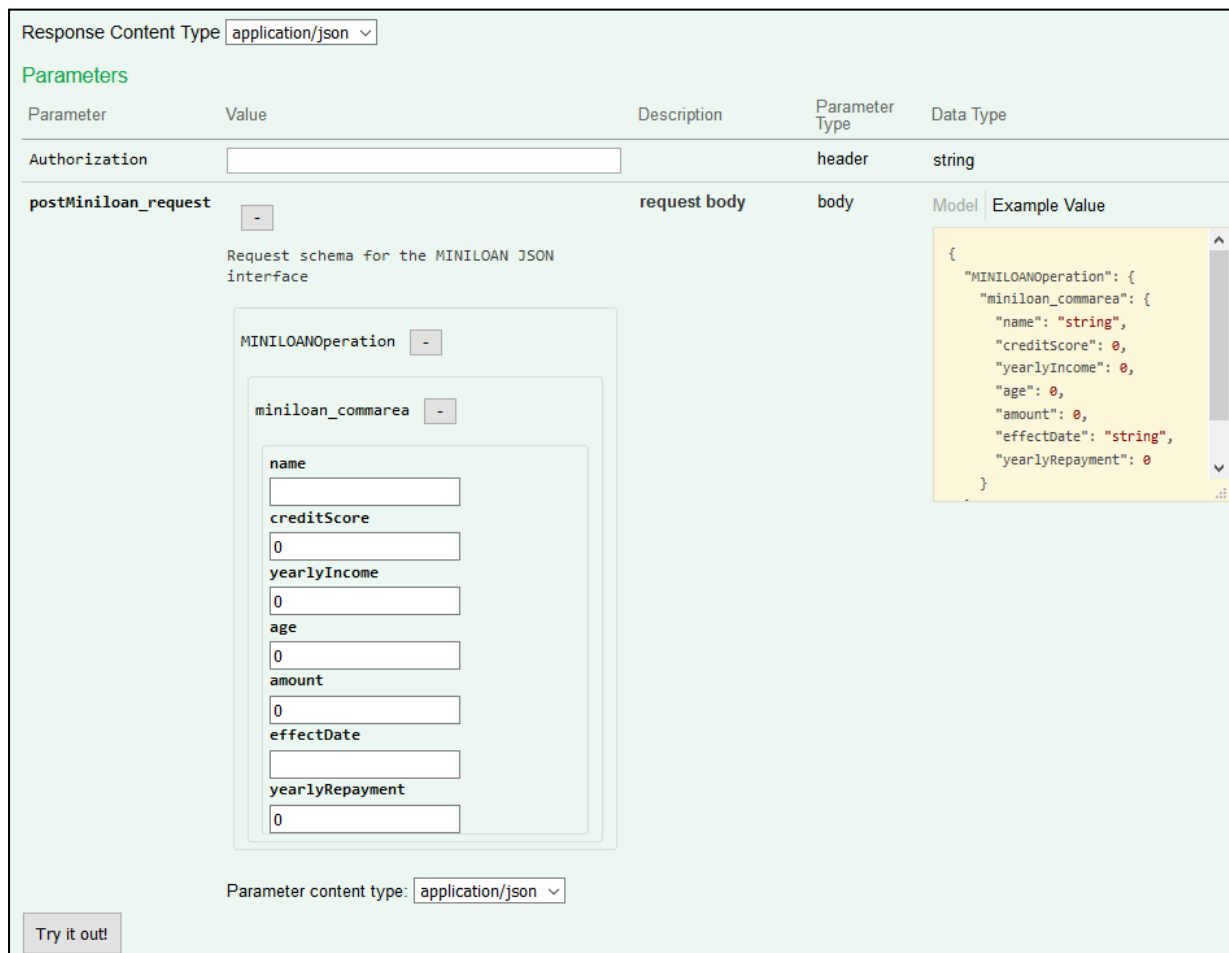 Response Content Type application/json
Parameters
Parameter Value Description Parameter Type Data Type
Authorization header string
postMiniloan_request - request body body Model Example Value
Request schema for the MINILOAN JSON
interface
MINILOANOperation -
miniloan_commarea -
name
creditScore
0
yearlyIncome
0
age
0
amount
0
effectDate
yearlyRepayment
0
{
"MINILOANOperation": {
"miniloan_commarea": {
"name": "string",
"creditScore": 0,
"yearlyIncome": 0,
"age": 0,
"amount": 0,
"effectDate": "string",
"yearlyRepayment": 0
}
Parameter content type: application/json
Try it out!